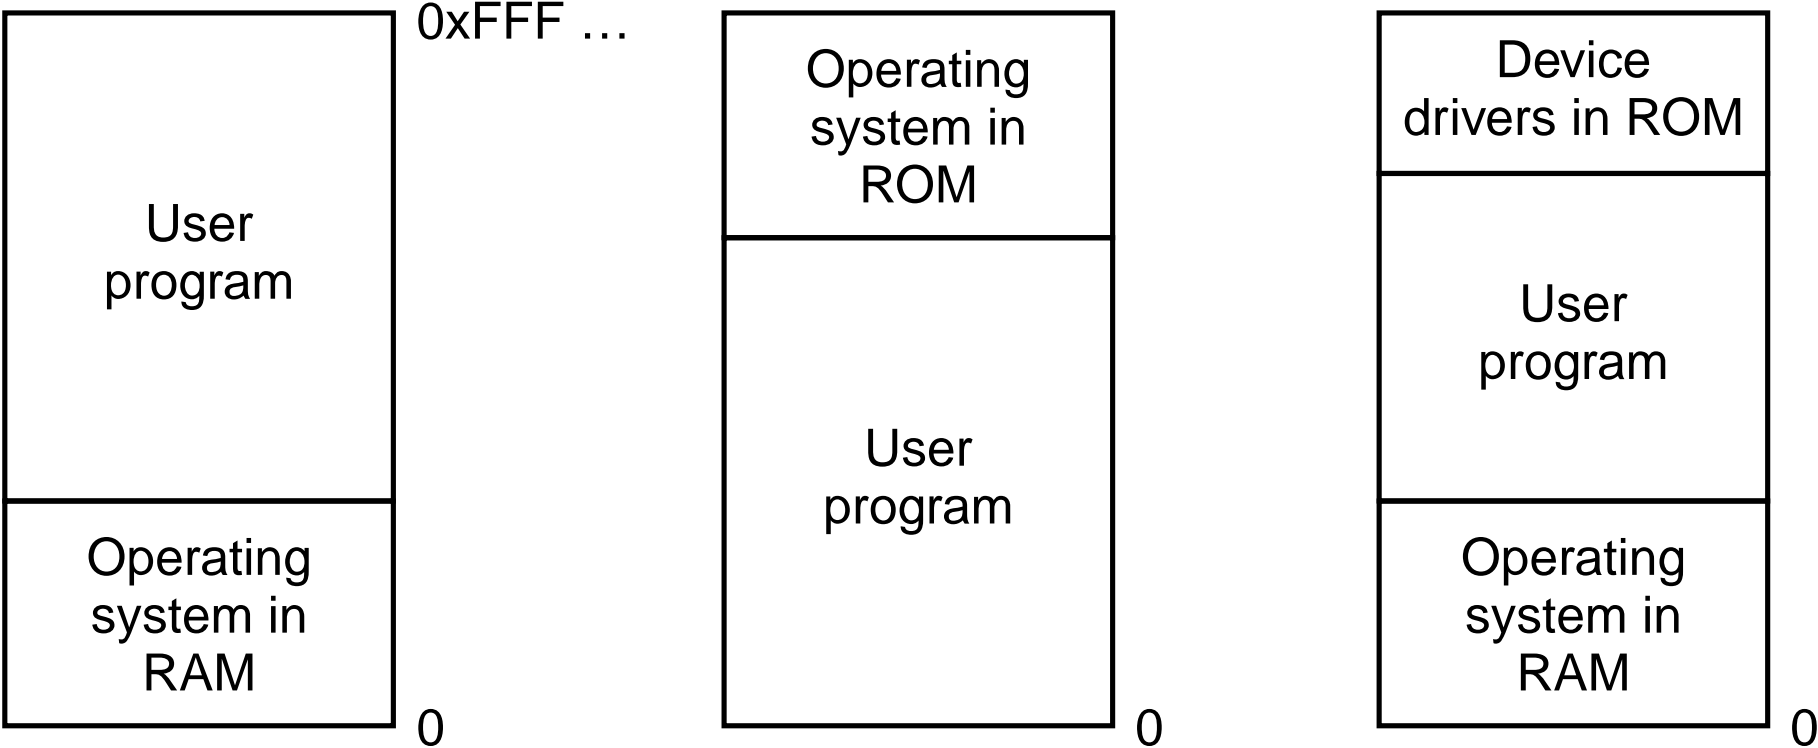 0xFFF …
User
program
Operating
system in
RAM
0
Operating
system in
ROM
User
program
0
Device
drivers in ROM
User
program
Operating
system in
RAM
0